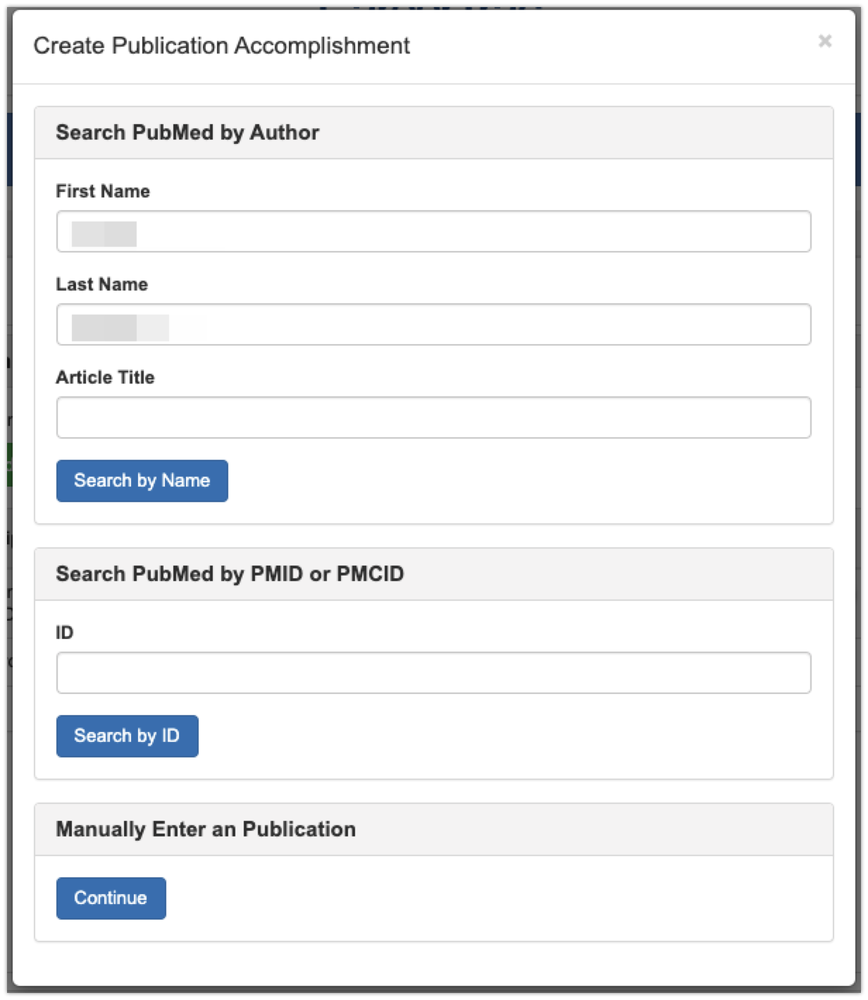 Create Publication Accomplishment
×
Search PubMed by Author
First Name
Last Name
Article Title
Search by Name
Search PubMed by PMID or PMCID
ID
Search by ID
Manually Enter an Publication
Continue